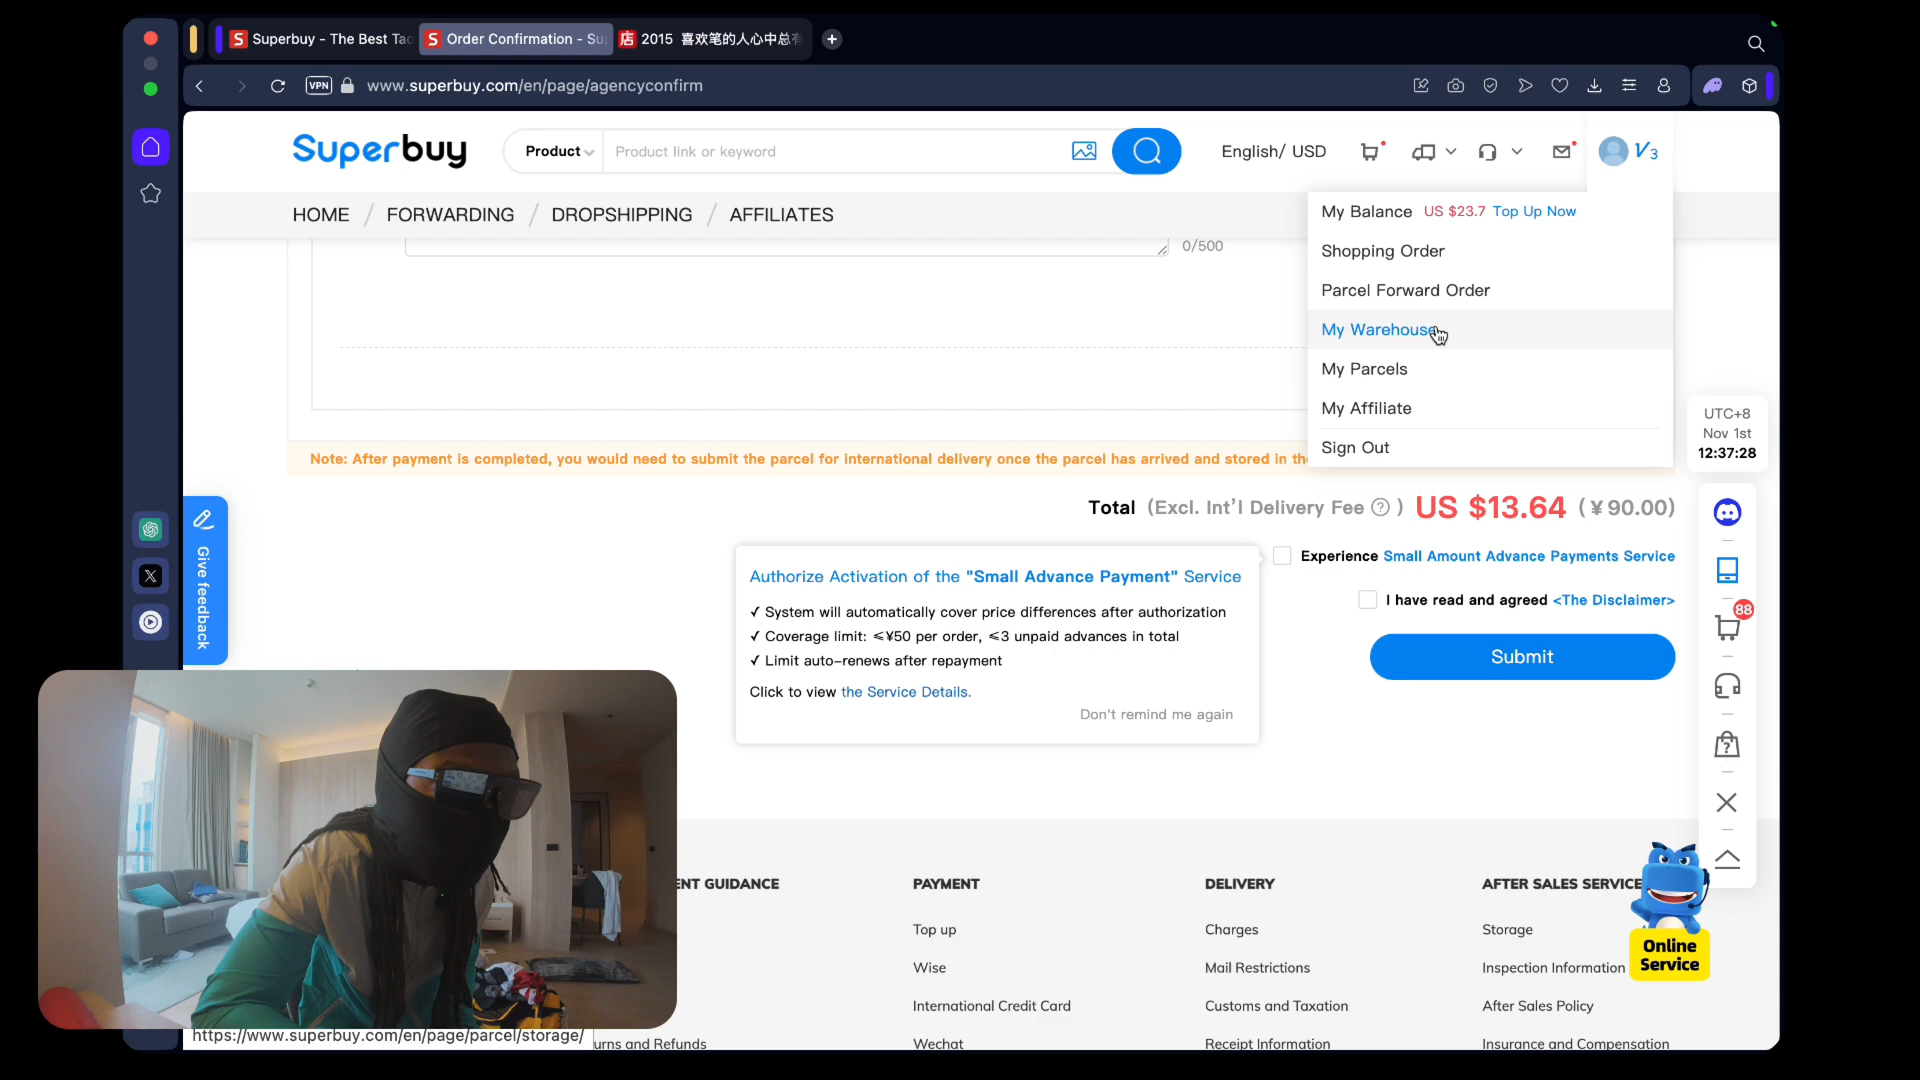 Superbuy - The Best Tao
Order Confirmation - Su
店 2015 喜欢笔的人心中总有
VPN
www.superbuy.com/en/page/agencyconfirm
Superbuy
Product
Product link or keyword
English/ USD
V3
HOME / FORWARDING / DROPSHIPPING / AFFILIATES
My Balance US $23.7 Top Up Now
Shopping Order
Parcel Forward Order
My Warehouse
My Parcels
My Affiliate
Sign Out
0/500
UTC+8
Nov 1st
12:37:28
Note: After payment is completed, you would need to submit the parcel for international delivery once the parcel has arrived and stored in th
Total (Excl. Int'l Delivery Fee ? ) US $13.64 (¥90.00)
Experience Small Amount Advance Payments Service
I have read and agreed <The Disclaimer>
Submit
Authorize Activation of the "Small Advance Payment" Service
✓ System will automatically cover price differences after authorization
✓ Coverage limit: ≤¥50 per order, ≤3 unpaid advances in total
✓ Limit auto-renews after repayment
Click to view the Service Details.
Don't remind me again
Give feedback
88
ENT GUIDANCE
PAYMENT
DELIVERY
AFTER SALES SERVICE
Top up
Charges
Storage
Wise
Mail Restrictions
Inspection Information
International Credit Card
Customs and Taxation
After Sales Policy
urns and Refunds
Wechat
Receipt Information
Insurance and Compensation
Online
Service
https://www.superbuy.com/en/page/parcel/storage/